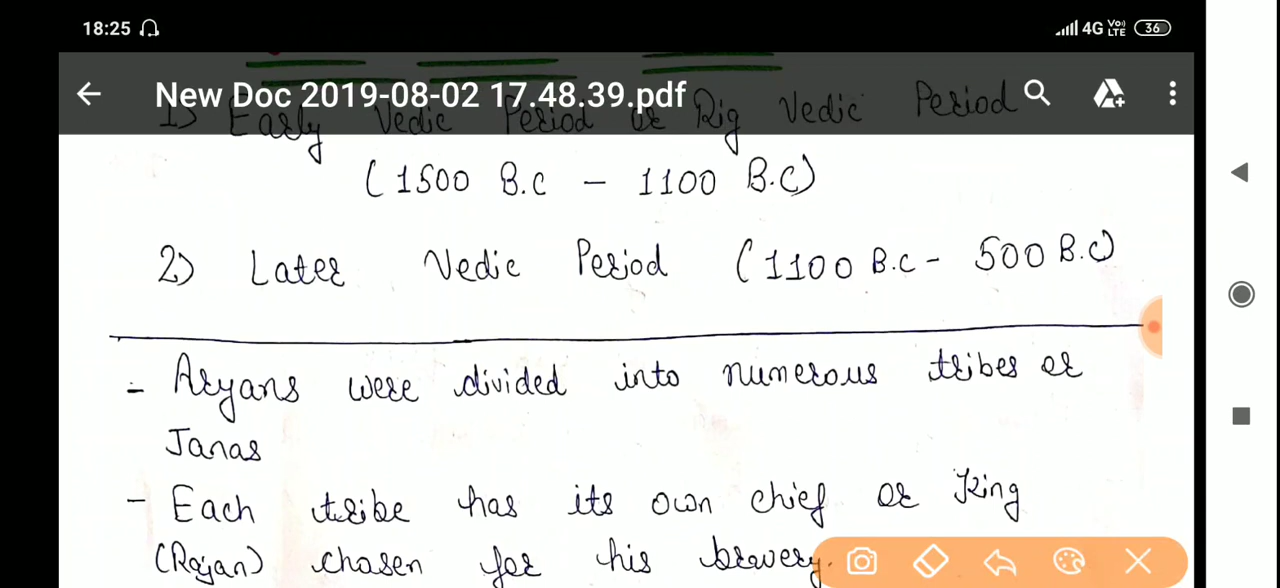 18:25
4G Vo) LTE 36
New Doc 2019-08-02 17.48.39.pdf
1) Early Vedic Period or Rig Vedic Period
(1500 B.C - 1100 B.C)
2) Later Vedic Period (1100 B.C - 500 B.C)
- Aryans were divided into numerous tribes or
Janas
- Each tribe has its own chief or King
(Rajan) chosen for his bravery.